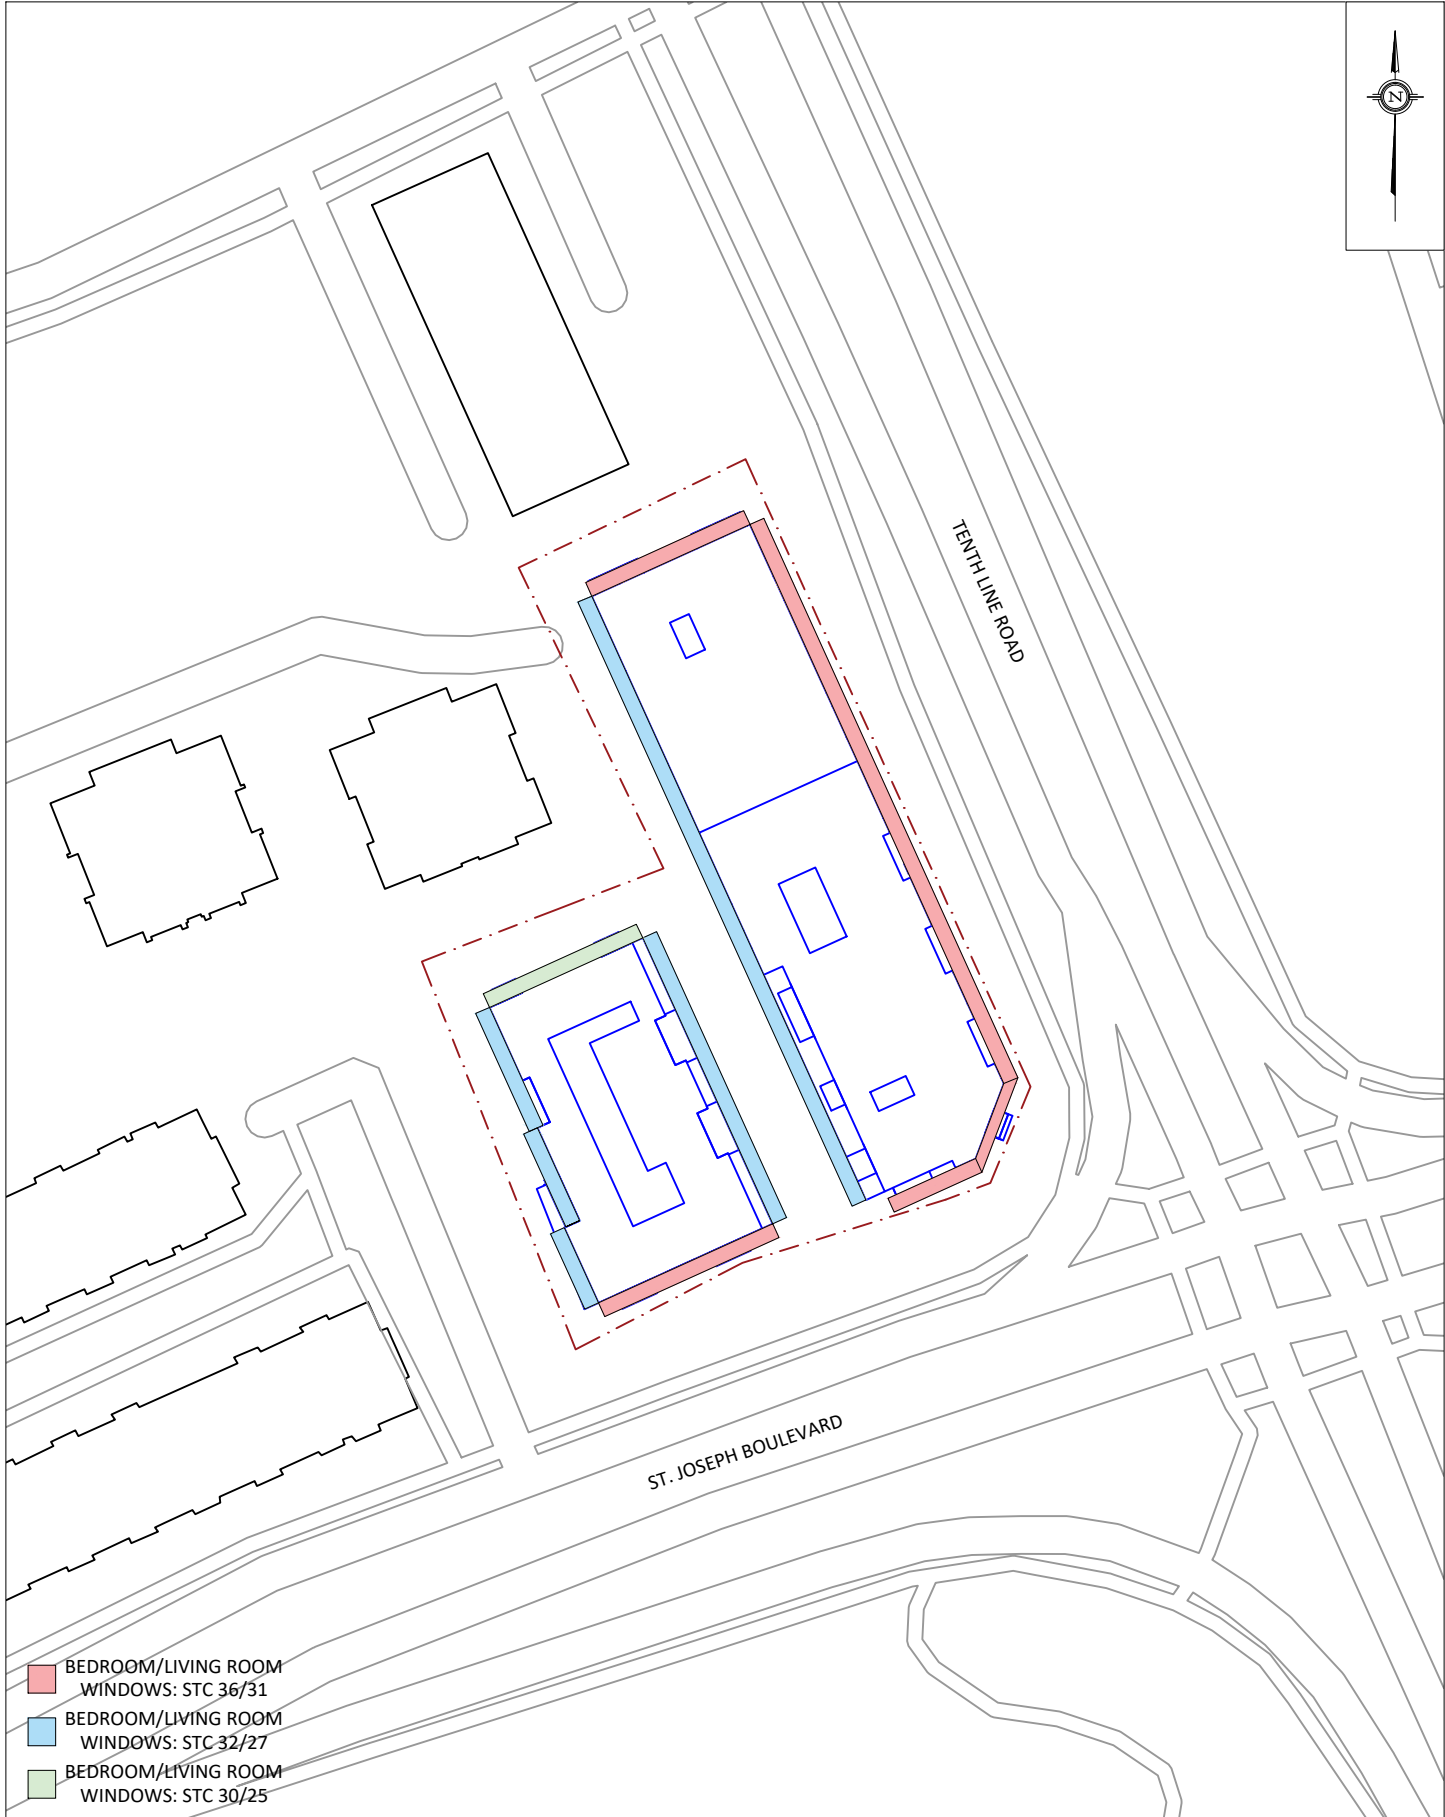 N
TENTH LINE ROAD
ST. JOSEPH BOULEVARD
BEDROOM/LIVING ROOM
WINDOWS: STC 36/31
BEDROOM/LIVING ROOM
WINDOWS: STC 32/27
BEDROOM/LIVING ROOM
WINDOWS: STC 30/25